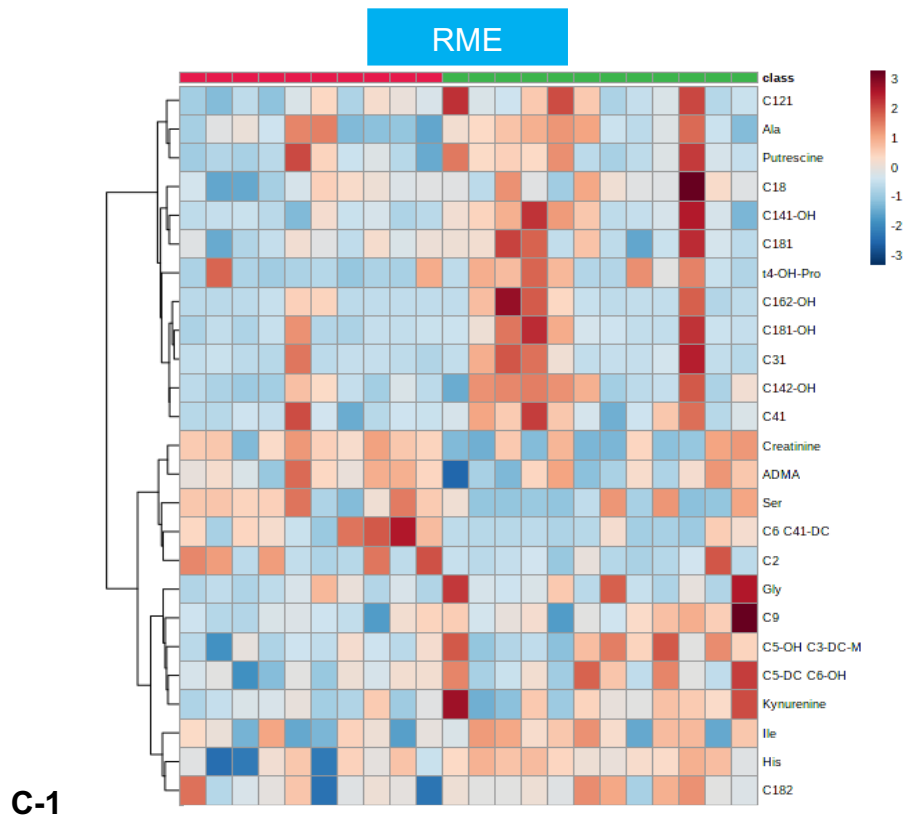 RME
class
C121
Ala
Putrescine
C18
C141-OH
C181
t4-OH-Pro
C162-OH
C181-OH
C31
C142-OH
C41
Creatinine
ADMA
Ser
C6 C41-DC
C2
Gly
C9
C5-OH C3-DC-M
C5-DC C6-OH
Kynurenine
Ile
His
C182
3
2
1
0
-1
-2
-3
C-1